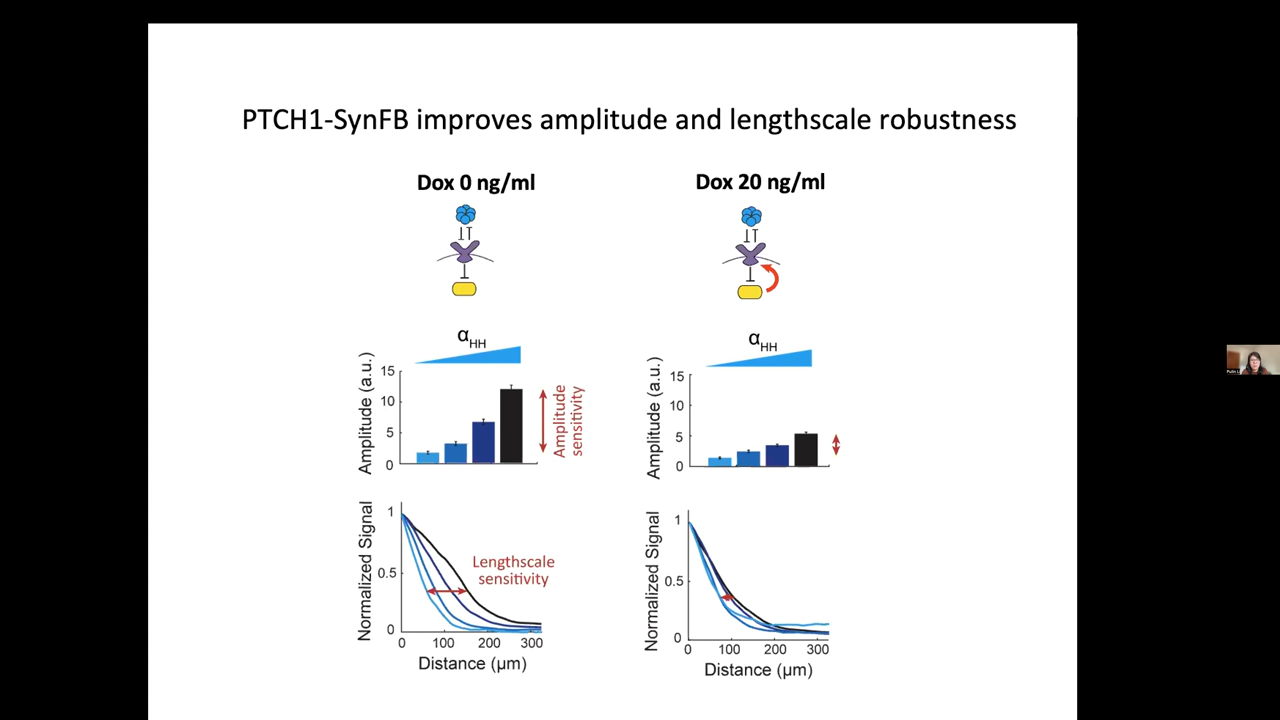 PTCH1-SynFB improves amplitude and lengthscale robustness
Dox 0 ng/ml
Dox 20 ng/ml
αHH
Amplitude (a.u.)
15
10
5
0
Amplitude
sensitivity
αHH
Amplitude (a.u.)
15
10
5
0
Normalized Signal
1
0.5
0
Lengthscale
sensitivity
0 100 200 300
Distance (μm)
Normalized Signal
1
0.5
0
0 100 200 300
Distance (μm)